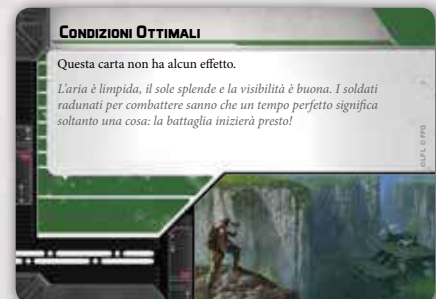 Condizioni Ottimali
Questa carta non ha alcun effetto.
L'aria è limpida, il sole splende e la visibilità è buona. I soldati
radunati per combattere sanno che un tempo perfetto significa
soltanto una cosa: la battaglia inizierà presto!
© LFL © FFG